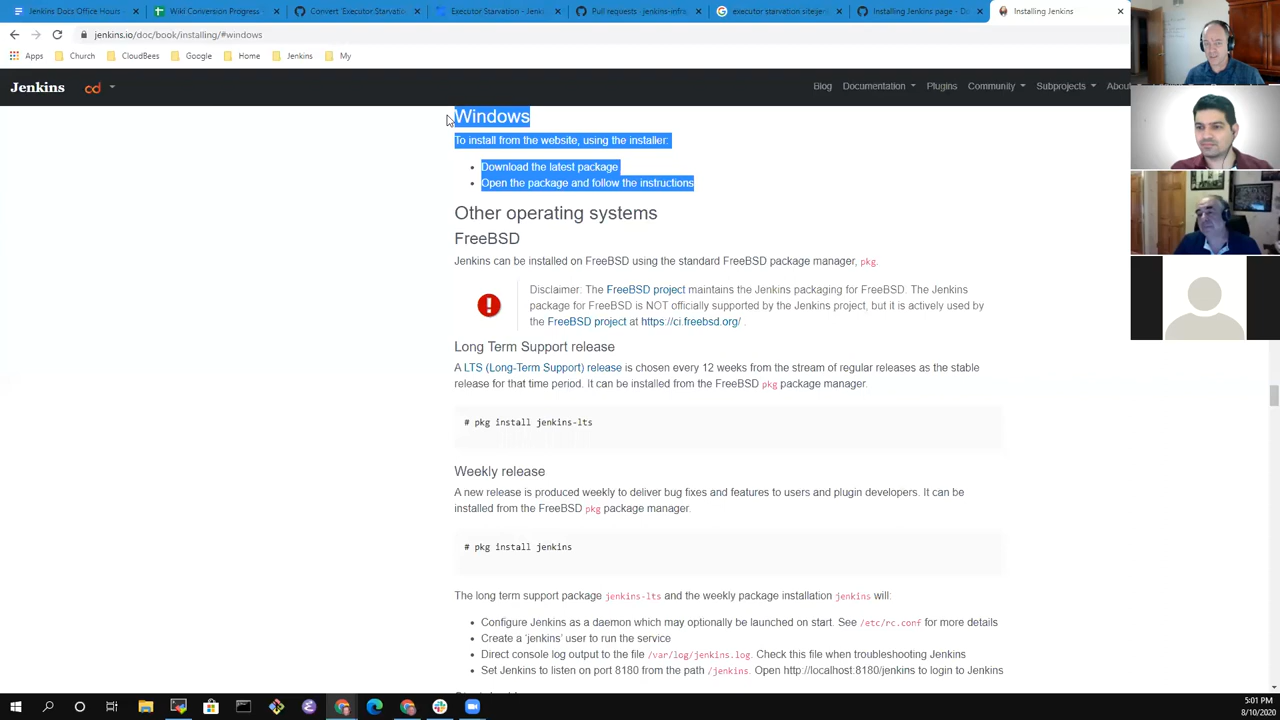 Jenkins Docs Office Hours
Wiki Conversion Progress
Convert 'Executor Starvation
Executor Starvation - Jenk
Pull requests · jenkins-infra
executor starvation site:jenk
Installing Jenkins page - D
Installing Jenkins
jenkins.io/doc/book/installing/#windows
Apps Church CloudBees Google Home Jenkins My
Jenkins cd Blog Documentation Plugins Community Subprojects About
Windows
To install from the website, using the installer:
Download the latest package
Open the package and follow the instructions
Other operating systems
FreeBSD
Jenkins can be installed on FreeBSD using the standard FreeBSD package manager, pkg.
Disclaimer: The FreeBSD project maintains the Jenkins packaging for FreeBSD. The Jenkins
package for FreeBSD is NOT officially supported by the Jenkins project, but it is actively used by
the FreeBSD project at https://ci.freebsd.org/ .
Long Term Support release
A LTS (Long-Term Support) release is chosen every 12 weeks from the stream of regular releases as the stable
release for that time period. It can be installed from the FreeBSD pkg package manager.
# pkg install jenkins-lts
Weekly release
A new release is produced weekly to deliver bug fixes and features to users and plugin developers. It can be
installed from the FreeBSD pkg package manager.
# pkg install jenkins
The long term support package jenkins-lts and the weekly package installation jenkins will:
Configure Jenkins as a daemon which may optionally be launched on start. See /etc/rc.conf for more details
Create a 'jenkins' user to run the service
Direct console log output to the file /var/log/jenkins.log. Check this file when troubleshooting Jenkins
Set Jenkins to listen on port 8180 from the path /jenkins. Open http://localhost:8180/jenkins to login to Jenkins
5:01 PM
8/10/2020